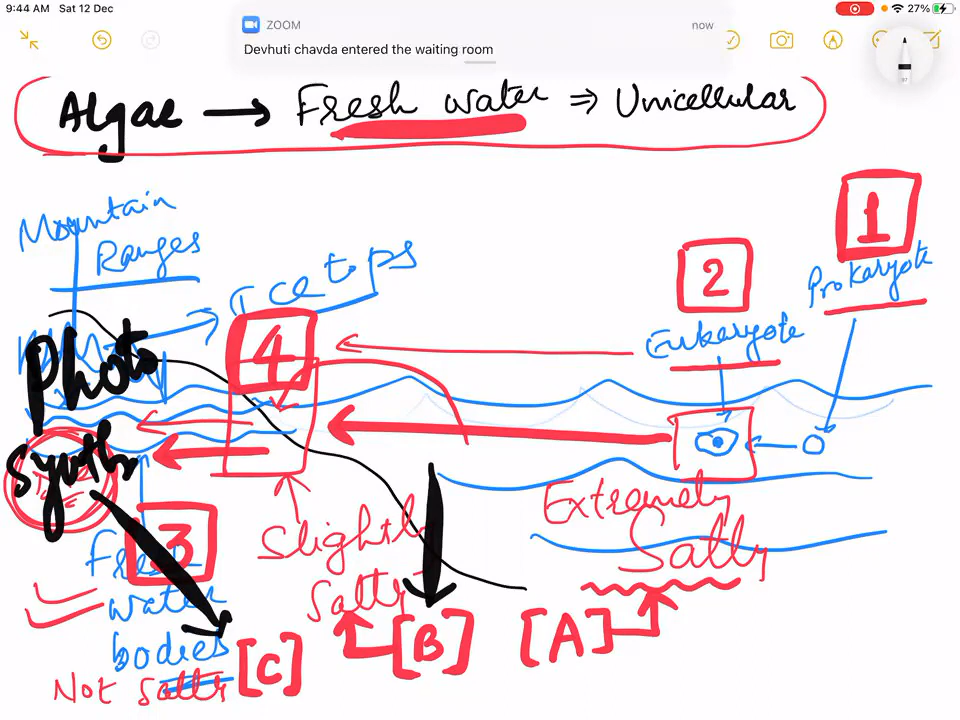 9:44 AM Sat 12 Dec
27%
ZOOM now
Devhuti chavda entered the waiting room
Algae → Fresh water ⇒ Unicellular
Mountain
Ranges
Ice tops
1
Prokaryote
2
Eukaryote
4
Photo
Synth
3
Fresh
water
bodies
Not Salty
Slightly
Salty
Extremely
Salty
[C]
[B]
[A]